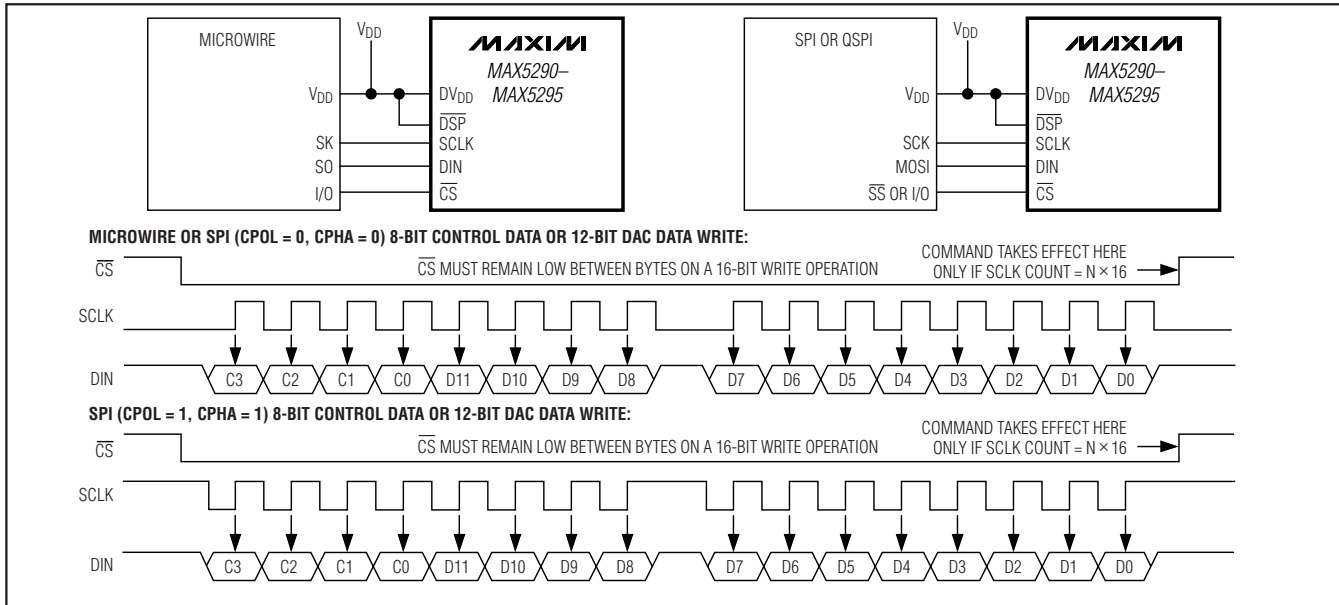 MICROWIRE
VDD
MAXIM
MAX5290–
MAX5295
VDD
DVDD
DSP
SK
SCLK
SO
DIN
I/O
CS
SPI OR QSPI
VDD
MAXIM
MAX5290–
MAX5295
VDD
DVDD
DSP
SCK
SCLK
MOSI
DIN
SS OR I/O
CS
MICROWIRE OR SPI (CPOL = 0, CPHA = 0) 8-BIT CONTROL DATA OR 12-BIT DAC DATA WRITE:
CS
CS MUST REMAIN LOW BETWEEN BYTES ON A 16-BIT WRITE OPERATION
COMMAND TAKES EFFECT HERE
ONLY IF SCLK COUNT = N × 16
SCLK
DIN
C3 C2 C1 C0 D11 D10 D9 D8 D7 D6 D5 D4 D3 D2 D1 D0
SPI (CPOL = 1, CPHA = 1) 8-BIT CONTROL DATA OR 12-BIT DAC DATA WRITE:
CS
CS MUST REMAIN LOW BETWEEN BYTES ON A 16-BIT WRITE OPERATION
COMMAND TAKES EFFECT HERE
ONLY IF SCLK COUNT = N × 16
SCLK
DIN
C3 C2 C1 C0 D11 D10 D9 D8 D7 D6 D5 D4 D3 D2 D1 D0